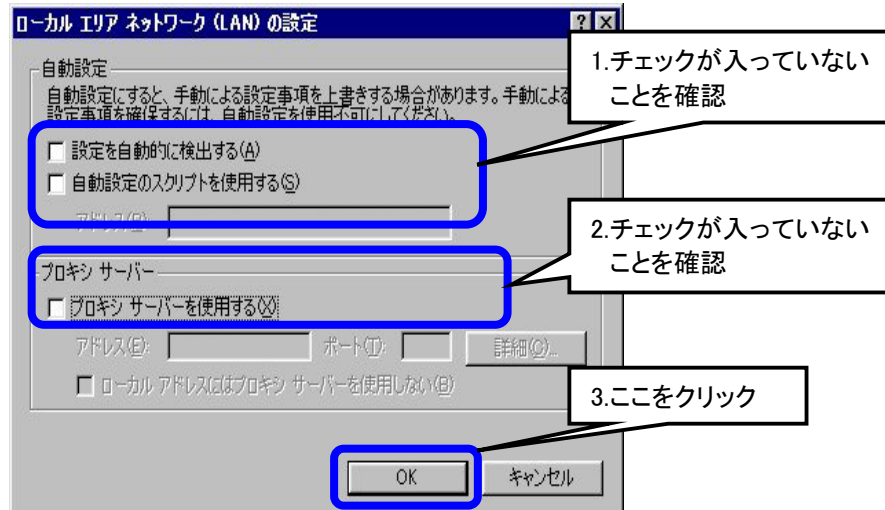 ローカル エリア ネットワーク (LAN) の設定
自動設定
自動設定にすると、手動による設定事項を上書きする場合があります。手動による
設定事項を確保するには、自動設定を使用不可にしてください。
設定を自動的に検出する(A)
自動設定のスクリプトを使用する(S)
アドレス(R):
プロキシ サーバー
プロキシ サーバーを使用する(X)
アドレス(E):
ポート(T):
詳細(C)...
ローカル アドレスにはプロキシ サーバーを使用しない(B)
OK
キャンセル
1.チェックが入っていない
ことを確認
2.チェックが入っていない
ことを確認
3.ここをクリック